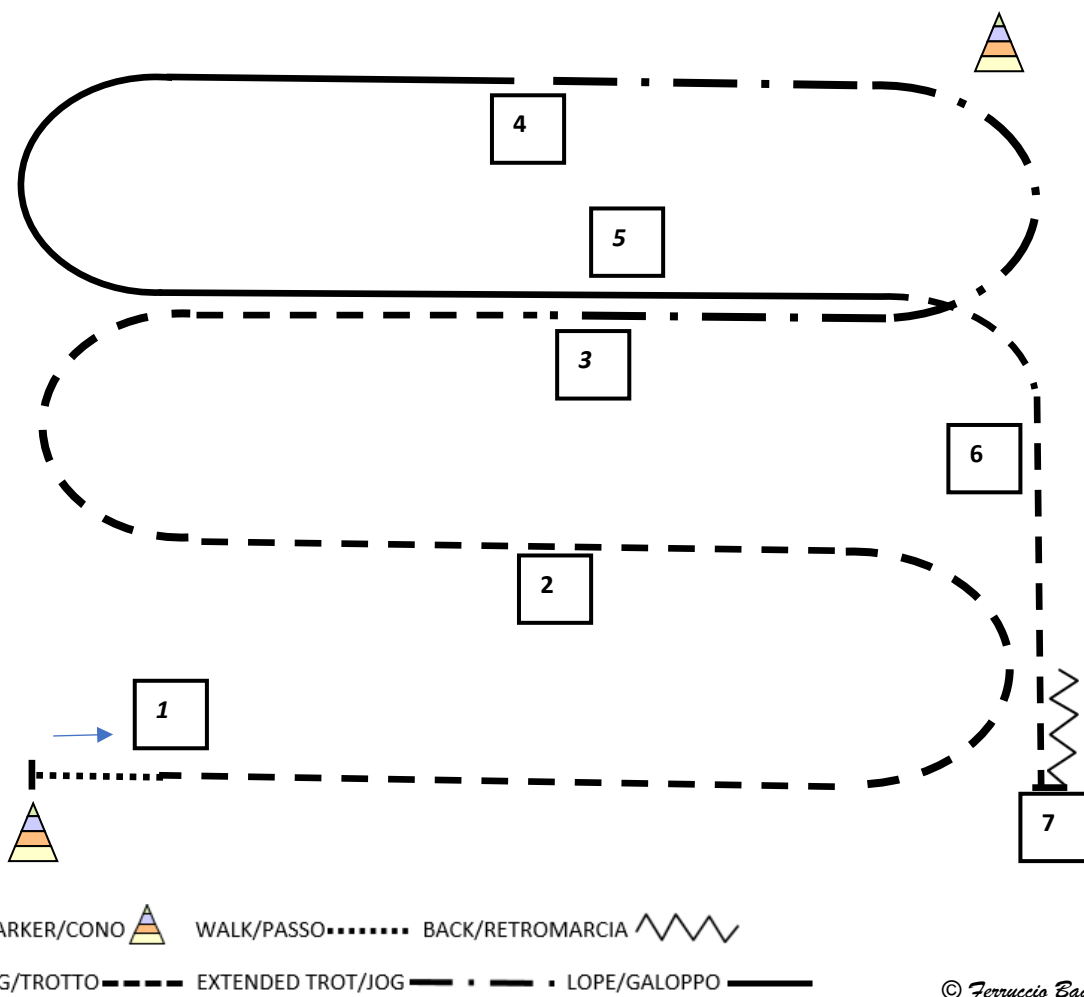 4
5
3
6
2
1
7
ARKER/CONO WALK/PASSO BACK/RETROMARCIA
G/TROTTO EXTENDED TROT/JOG LOPE/GALOPPO
© Ferruccio Bac